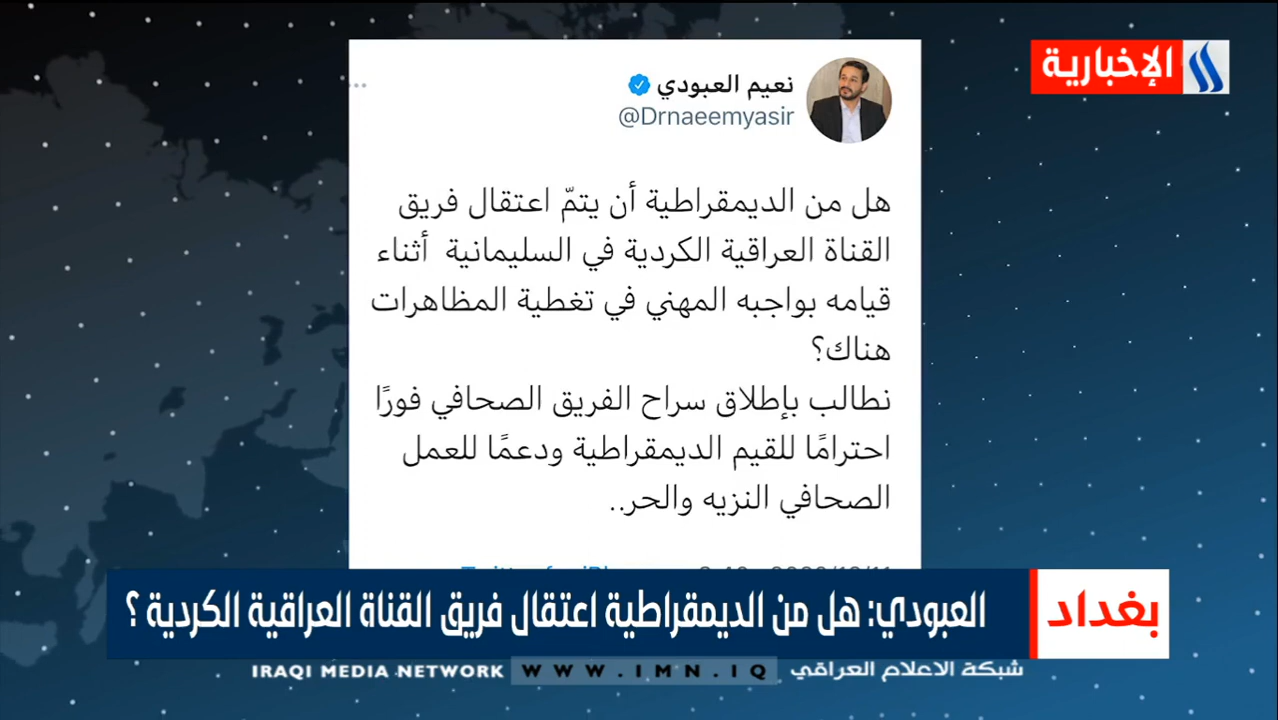 الإخبارية
نعيم العبودي
@Drnaeemyasir
هل من الديمقراطية أن يتمّ اعتقال فريق
القناة العراقية الكردية في السليمانية أثناء
قيامه بواجبه المهني في تغطية المظاهرات
هناك؟
نطالب بإطلاق سراح الفريق الصحافي فورًا
احترامًا للقيم الديمقراطية ودعمًا للعمل
الصحافي النزيه والحر..
بغداد
العبودي: هل من الديمقراطية اعتقال فريق القناة العراقية الكردية ؟
IRAQI MEDIA NETWORK WWW.IMN.IQ شبكة الاعلام العراقي